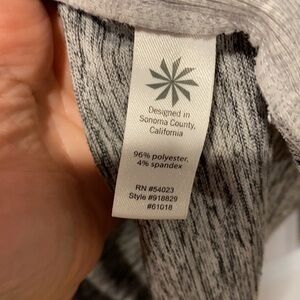 Designed in
Sonoma County,
California
96% polyester,
4% spandex
RN #54023
Style #918829
#61018